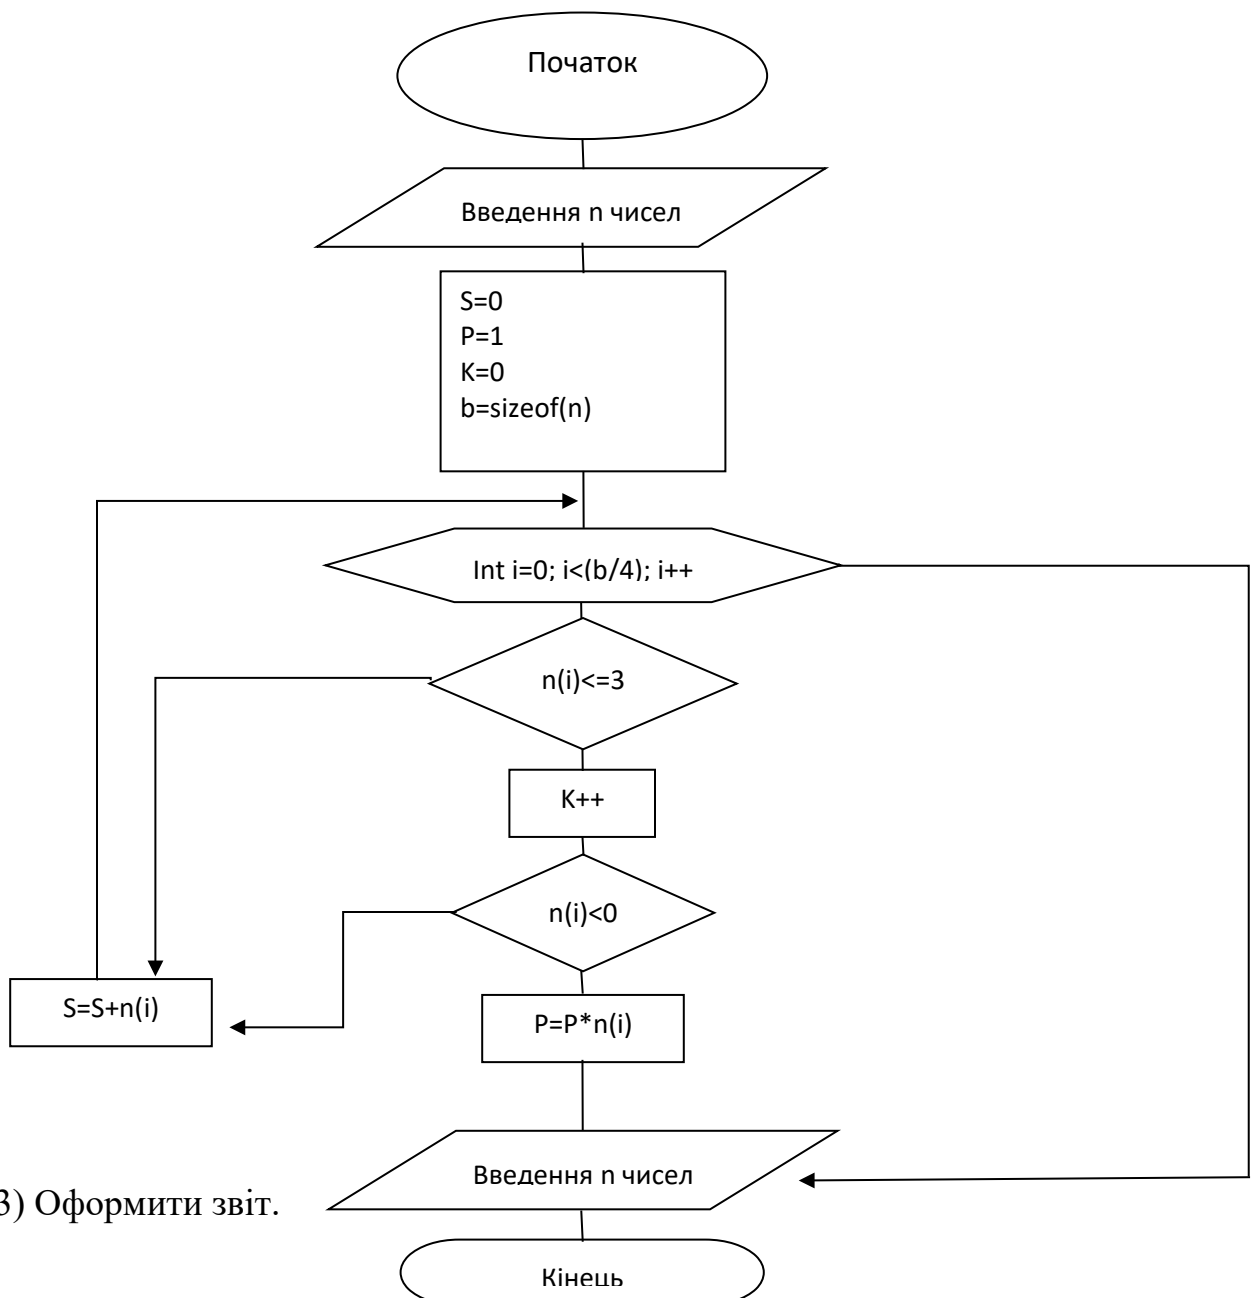 Початок
Введення n чисел
S=0
P=1
K=0
b=sizeof(n)
Int i=0; i<(b/4); i++
n(i)<=3
K++
n(i)<0
S=S+n(i)
P=P*n(i)
Введення n чисел
3) Оформити звіт.
Кінець